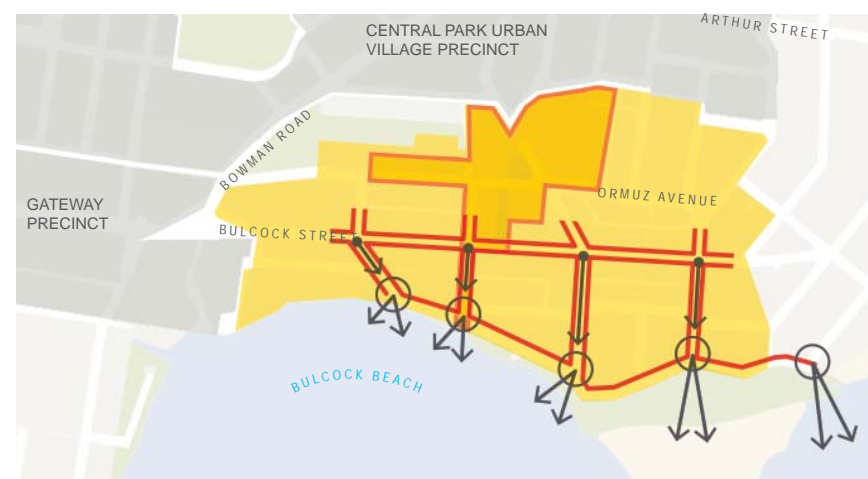 CENTRAL PARK URBAN
VILLAGE PRECINCT
ARTHUR STREET
BOWMAN ROAD
ORMUZ AVENUE
GATEWAY
PRECINCT
BULCOCK STREET
BULCOCK BEACH